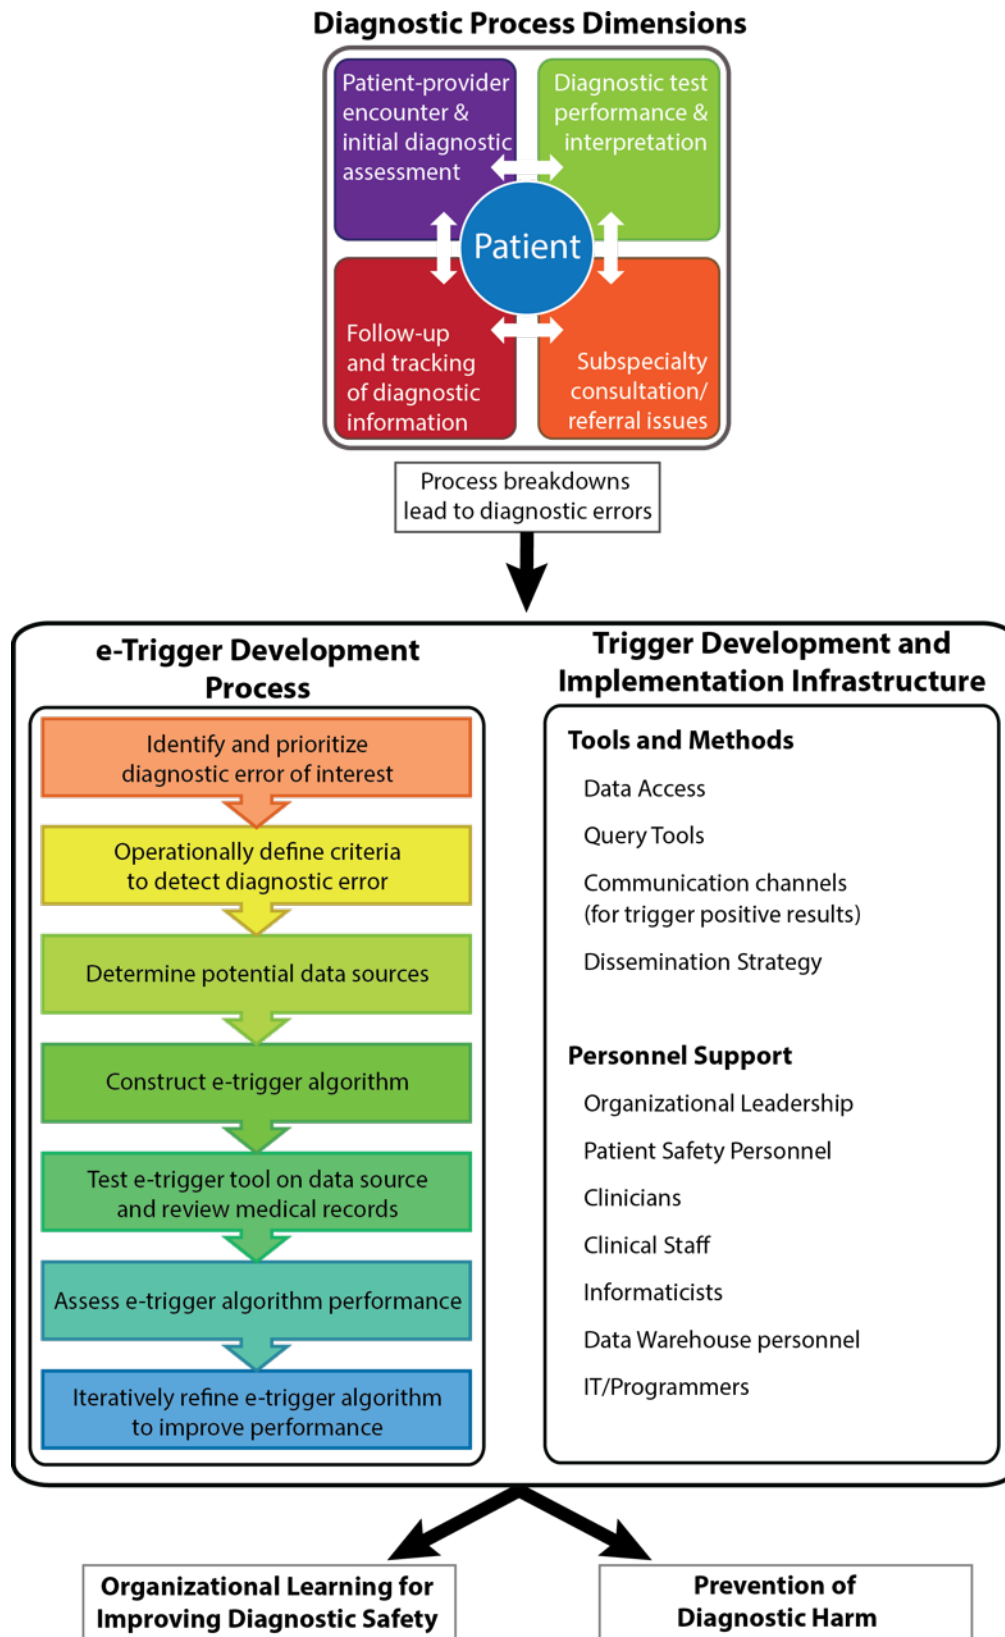 Diagnostic Process Dimensions
Patient-provider
encounter &
initial diagnostic
assessment
Diagnostic test
performance &
interpretation
Patient
Follow-up
and tracking
of diagnostic
information
Subspecialty
consultation/
referral issues
Process breakdowns
lead to diagnostic errors
e-Trigger Development
Process
Identify and prioritize
diagnostic error of interest
Operationally define criteria
to detect diagnostic error
Determine potential data sources
Construct e-trigger algorithm
Test e-trigger tool on data source
and review medical records
Assess e-trigger algorithm performance
Iteratively refine e-trigger algorithm
to improve performance
Trigger Development and
Implementation Infrastructure
Tools and Methods
Data Access
Query Tools
Communication channels
(for trigger positive results)
Dissemination Strategy
Personnel Support
Organizational Leadership
Patient Safety Personnel
Clinicians
Clinical Staff
Informaticists
Data Warehouse personnel
IT/Programmers
Organizational Learning for
Improving Diagnostic Safety
Prevention of
Diagnostic Harm